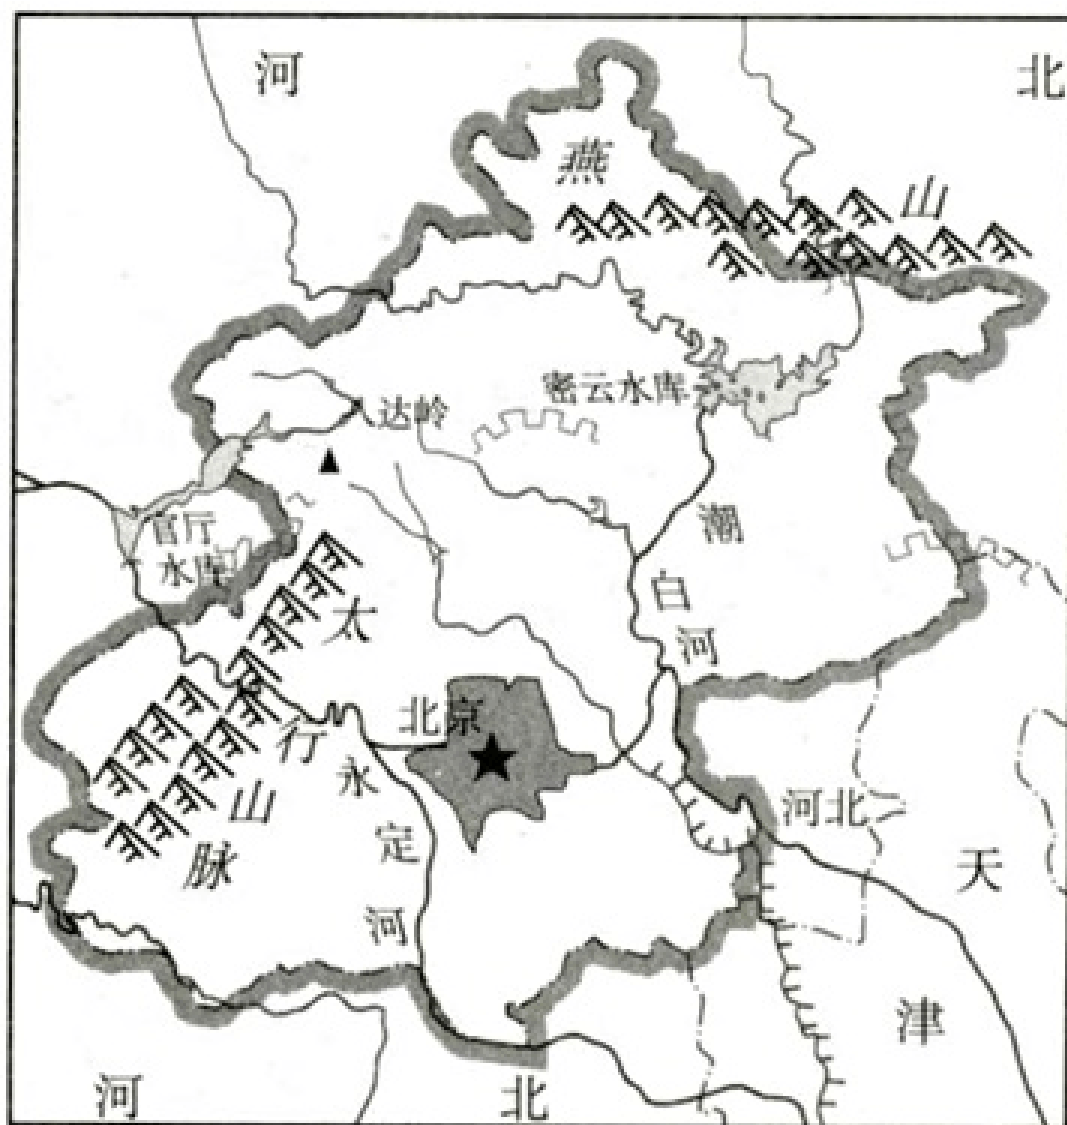 河 北
燕 山
密云水库
八达岭
官厅
水库
潮
白
河
太
行
山
脉
北京
永
定
河
河北
天
津
河 北